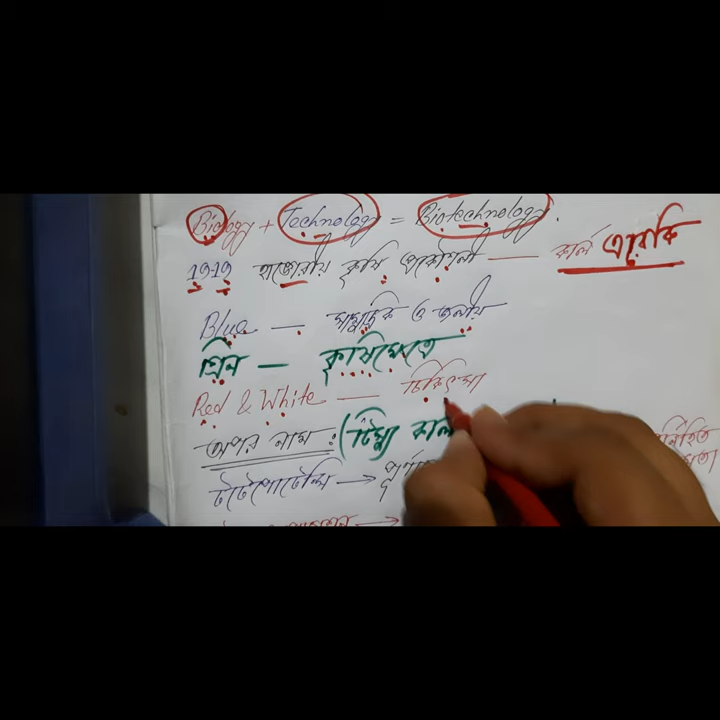 Biology + Technology = Biotechnology.
1919 হাঙ্গেরীয় কৃষি প্রকৌশলী — কার্ল এরেকি
Blue — সামুদ্রিক ও জলীয়
গ্রিন — কৃষিক্ষেত্রে
Red & White — চিকিৎসা
অপর নাম : (টিস্যু কাল
টটিপোটেন্সি →